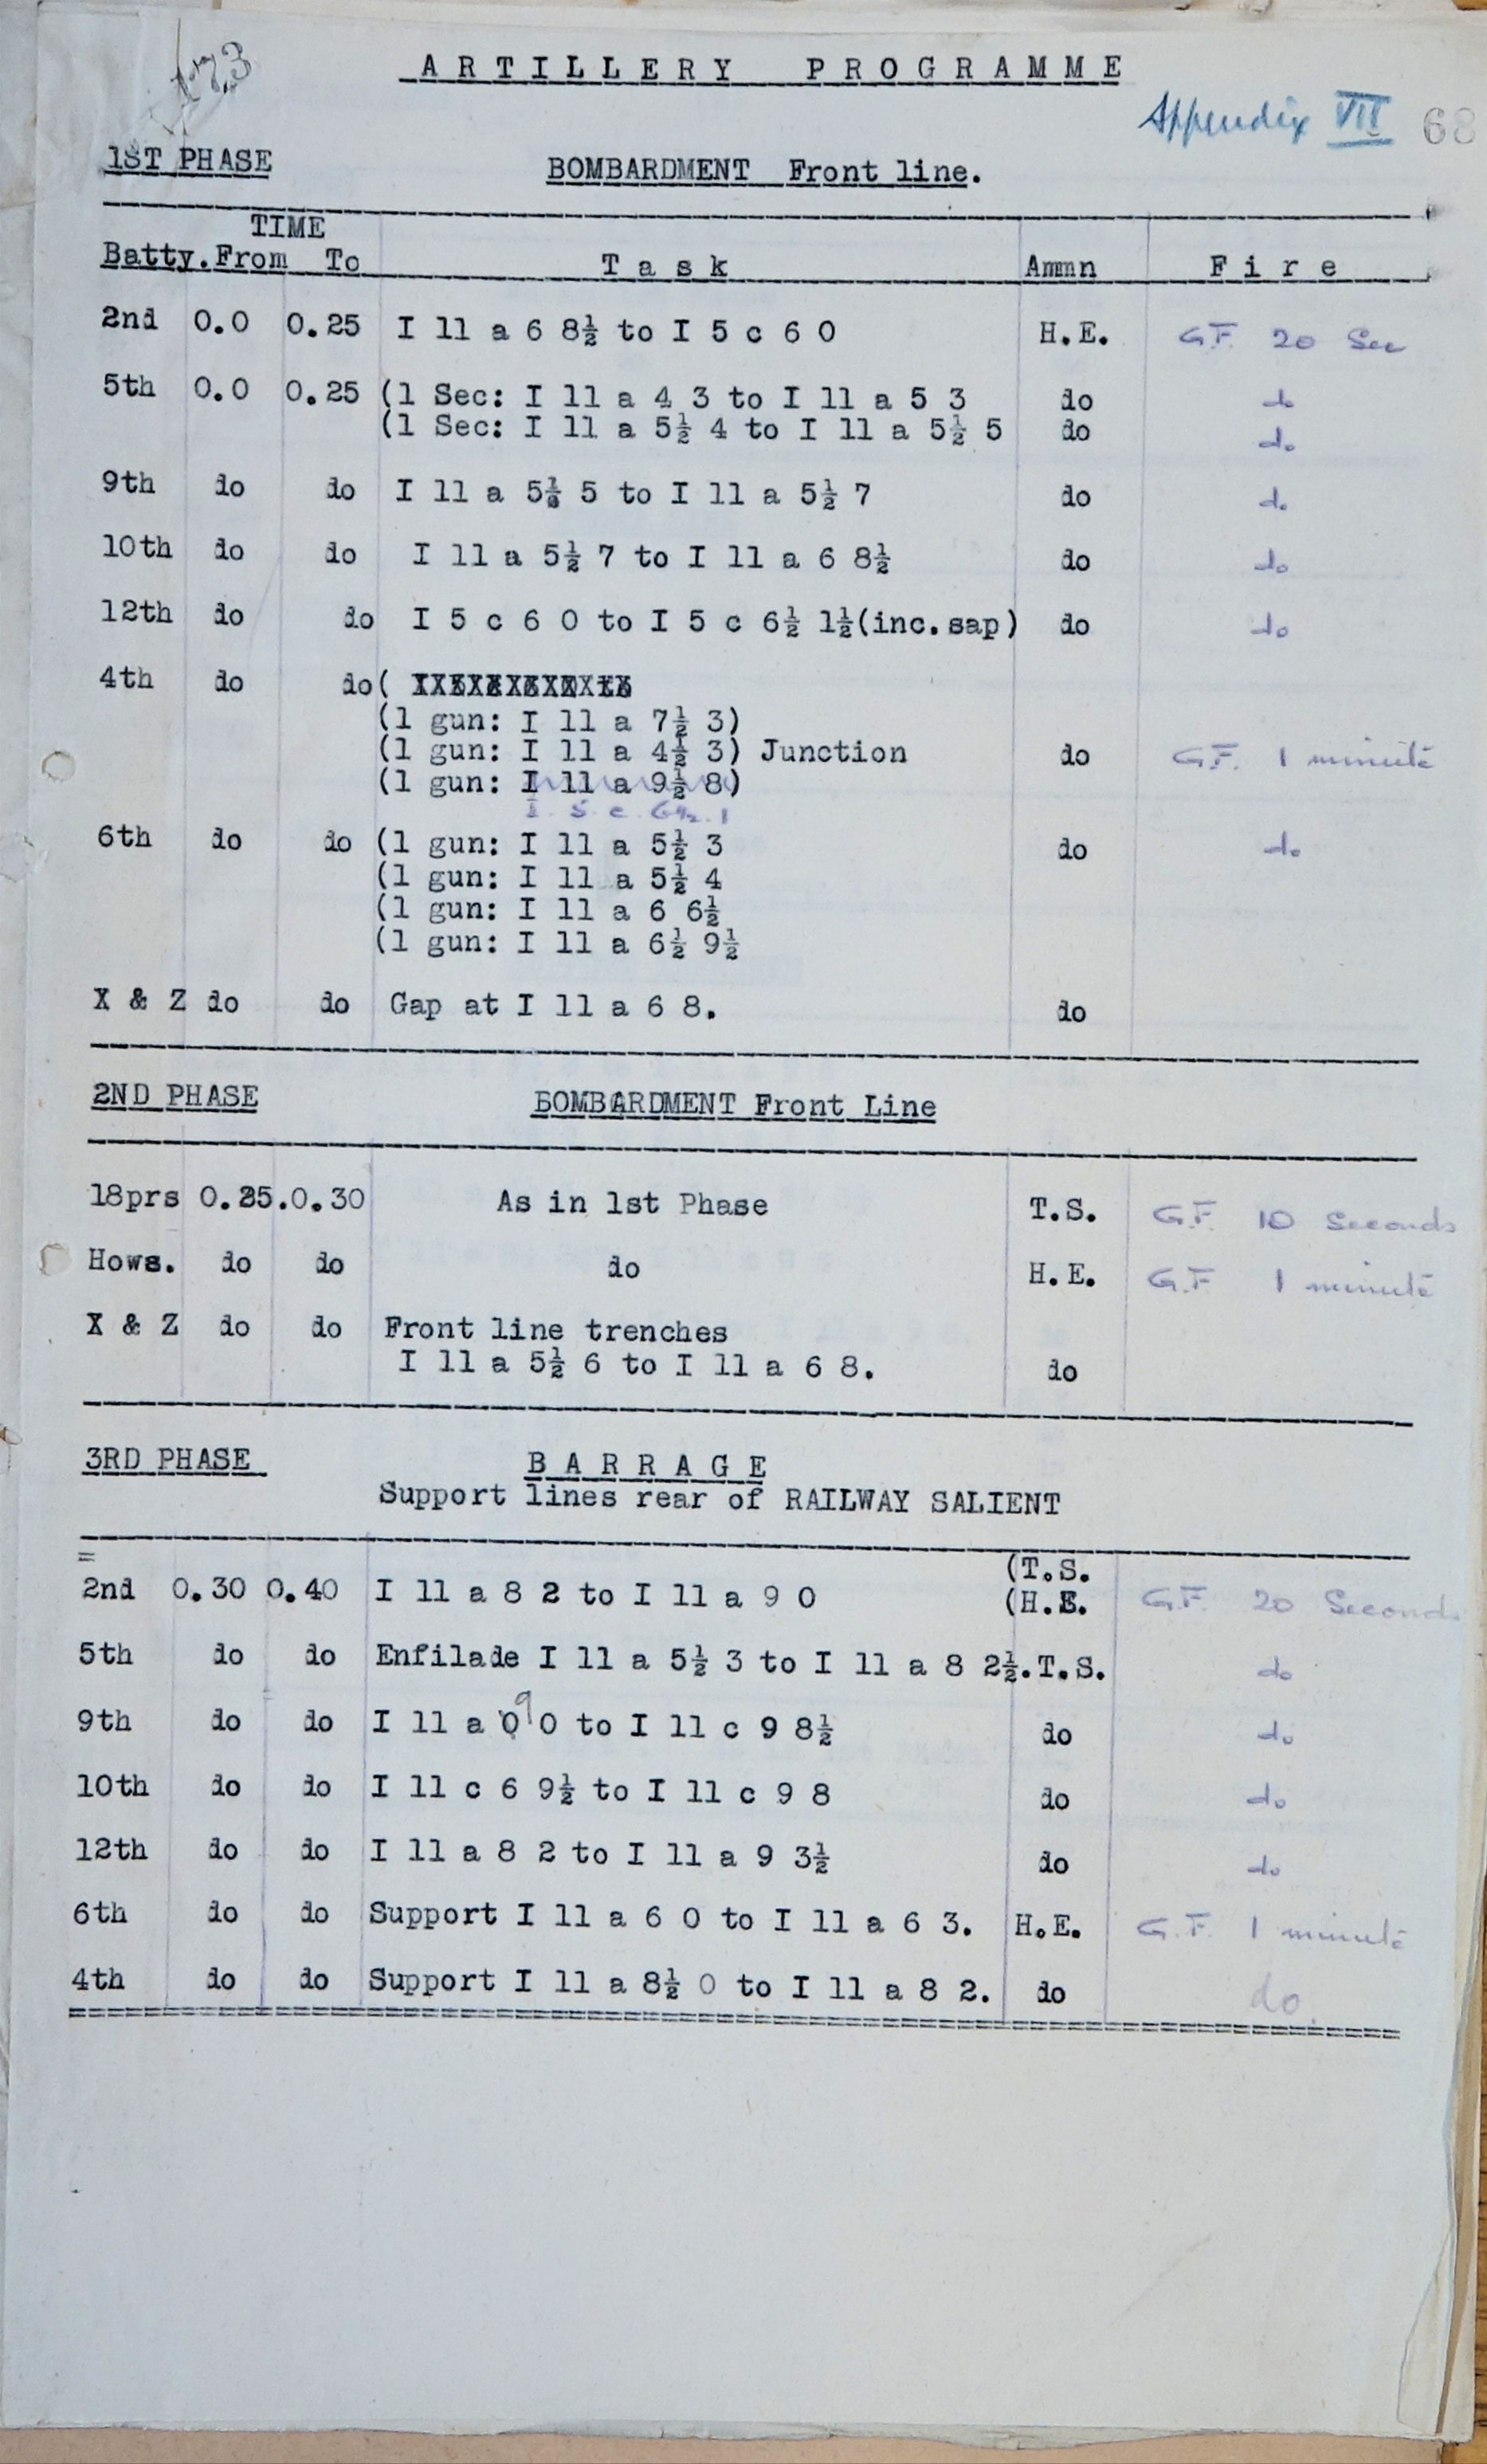 ARTILLERY PROGRAMME
23
Appendix VII 68
1ST PHASE BOMBARDMENT Front line.
TIME
Batty. From To Task Ammn Fire
2nd 0.0 0.25 I 11 a 6 8½ to I 5 c 6 0 H.E. G.F. 20 Sec
5th 0.0 0.25 (1 Sec: I 11 a 4 3 to I 11 a 5 3 do do
(1 Sec: I 11 a 5½ 4 to I 11 a 5½ 5 do do
9th do do I 11 a 5½ 5 to I 11 a 5½ 7 do do
10th do do I 11 a 5½ 7 to I 11 a 6 8½ do do
12th do do I 5 c 6 0 to I 5 c 6½ 1½(inc.sap) do do
4th do do (
(1 gun: I 11 a 7½ 3)
(1 gun: I 11 a 4½ 3) Junction do G.F. 1 minute
(1 gun: I 11 a 9½ 8)
I. 5. c. 6½. 1
6th do do (1 gun: I 11 a 5½ 3 do do
(1 gun: I 11 a 5½ 4
(1 gun: I 11 a 6 6½
(1 gun: I 11 a 6½ 9½
X & Z do do Gap at I 11 a 6 8. do
2ND PHASE BOMBARDMENT Front Line
18prs 0.25.0.30 As in 1st Phase T.S. G.F. 10 Seconds
Hows. do do do H.E. G.F. 1 minute
X & Z do do Front line trenches
I 11 a 5½ 6 to I 11 a 6 8. do
3RD PHASE BARRAGE
Support lines rear of RAILWAY SALIENT
(T.S.
2nd 0.30 0.40 I 11 a 8 2 to I 11 a 9 0 (H.E. G.F. 20 Seconds
5th do do Enfilade I 11 a 5½ 3 to I 11 a 8 2½. T.S. do
9th do do I 11 a 9 0 to I 11 c 9 8½ do do
10th do do I 11 c 6 9½ to I 11 c 9 8 do do
12th do do I 11 a 8 2 to I 11 a 9 3½ do do
6th do do Support I 11 a 6 0 to I 11 a 6 3. H.E. G.F. 1 minute
4th do do Support I 11 a 8½ 0 to I 11 a 8 2. do do